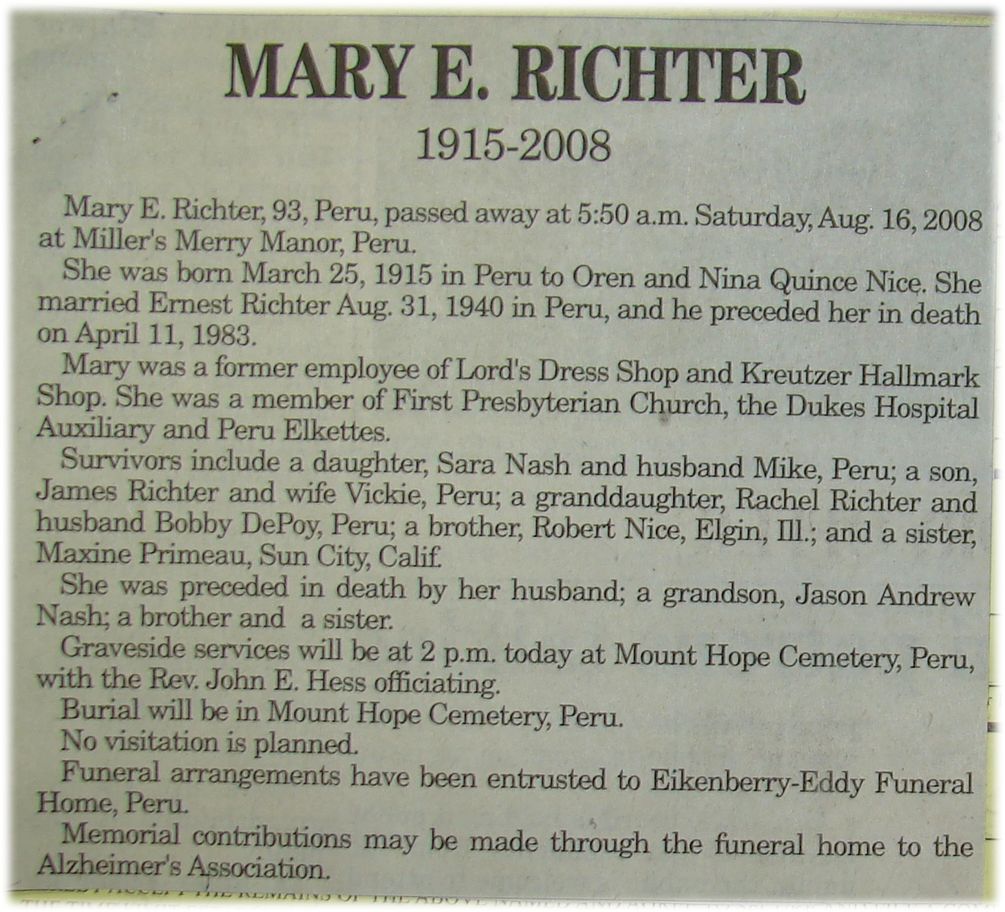 MARY E. RICHTER
1915-2008
Mary E. Richter, 93, Peru, passed away at 5:50 a.m. Saturday, Aug. 16, 2008
at Miller's Merry Manor, Peru.
She was born March 25, 1915 in Peru to Oren and Nina Quince Nice. She
married Ernest Richter Aug. 31, 1940 in Peru, and he preceded her in death
on April 11, 1983.
Mary was a former employee of Lord's Dress Shop and Kreutzer Hallmark
Shop. She was a member of First Presbyterian Church, the Dukes Hospital
Auxiliary and Peru Elkettes.
Survivors include a daughter, Sara Nash and husband Mike, Peru; a son,
James Richter and wife Vickie, Peru; a granddaughter, Rachel Richter and
husband Bobby DePoy, Peru; a brother, Robert Nice, Elgin, Ill.; and a sister,
Maxine Primeau, Sun City, Calif.
She was preceded in death by her husband; a grandson, Jason Andrew
Nash; a brother and a sister.
Graveside services will be at 2 p.m. today at Mount Hope Cemetery, Peru,
with the Rev. John E. Hess officiating.
Burial will be in Mount Hope Cemetery, Peru.
No visitation is planned.
Funeral arrangements have been entrusted to Eikenberry-Eddy Funeral
Home, Peru.
Memorial contributions may be made through the funeral home to the
Alzheimer's Association.
ACCEPT THE REMAINS OF THE ABOVE NAMED